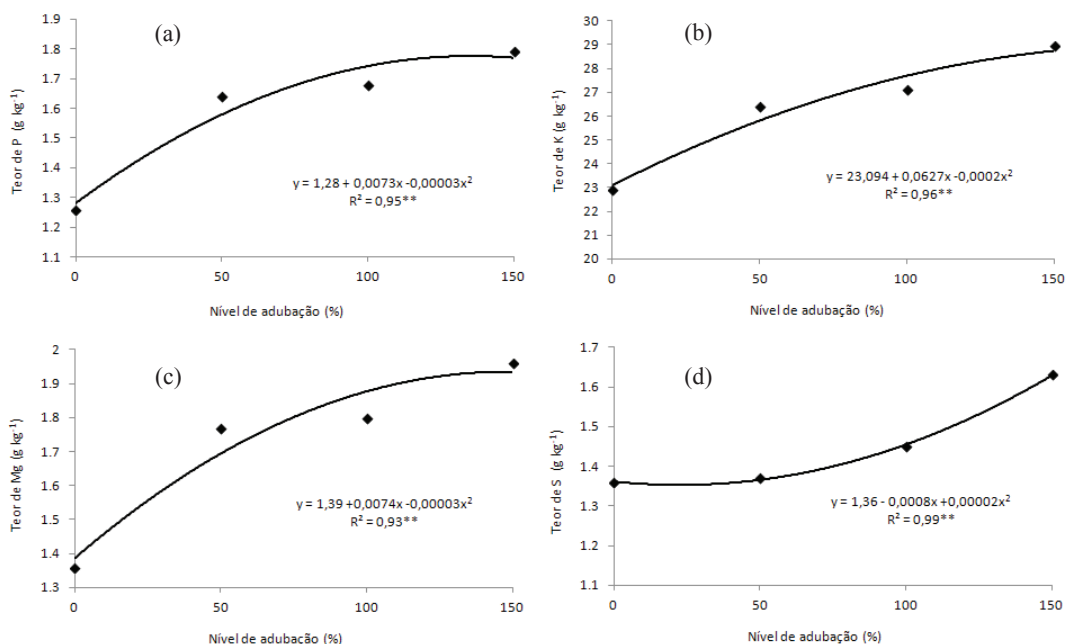 (a)
1.9
1.8
1.7
1.6
1.5
1.4
1.3
1.2
1.1
Teor de P (g kg⁻¹)
y = 1,28 + 0,0073x -0,00003x²
R² = 0,95**
0 50 100 150
Nível de adubação (%)
(b)
30
29
28
27
26
25
24
23
22
21
20
Teor de K (g kg⁻¹)
y = 23,094 + 0,0627x -0,0002x²
R² = 0,96**
0 50 100 150
Nível de adubação (%)
(c)
2
1.9
1.8
1.7
1.6
1.5
1.4
1.3
Teor de Mg (g kg⁻¹)
y = 1,39 +0,0074x -0,00003x²
R² = 0,93**
0 50 100 150
Nível de adubação (%)
(d)
1.7
1.6
1.5
1.4
1.3
1.2
1.1
Teor de S (g kg⁻¹)
y = 1,36 - 0,0008x +0,00002x²
R² = 0,99**
0 50 100 150
Nível de adubação (%)